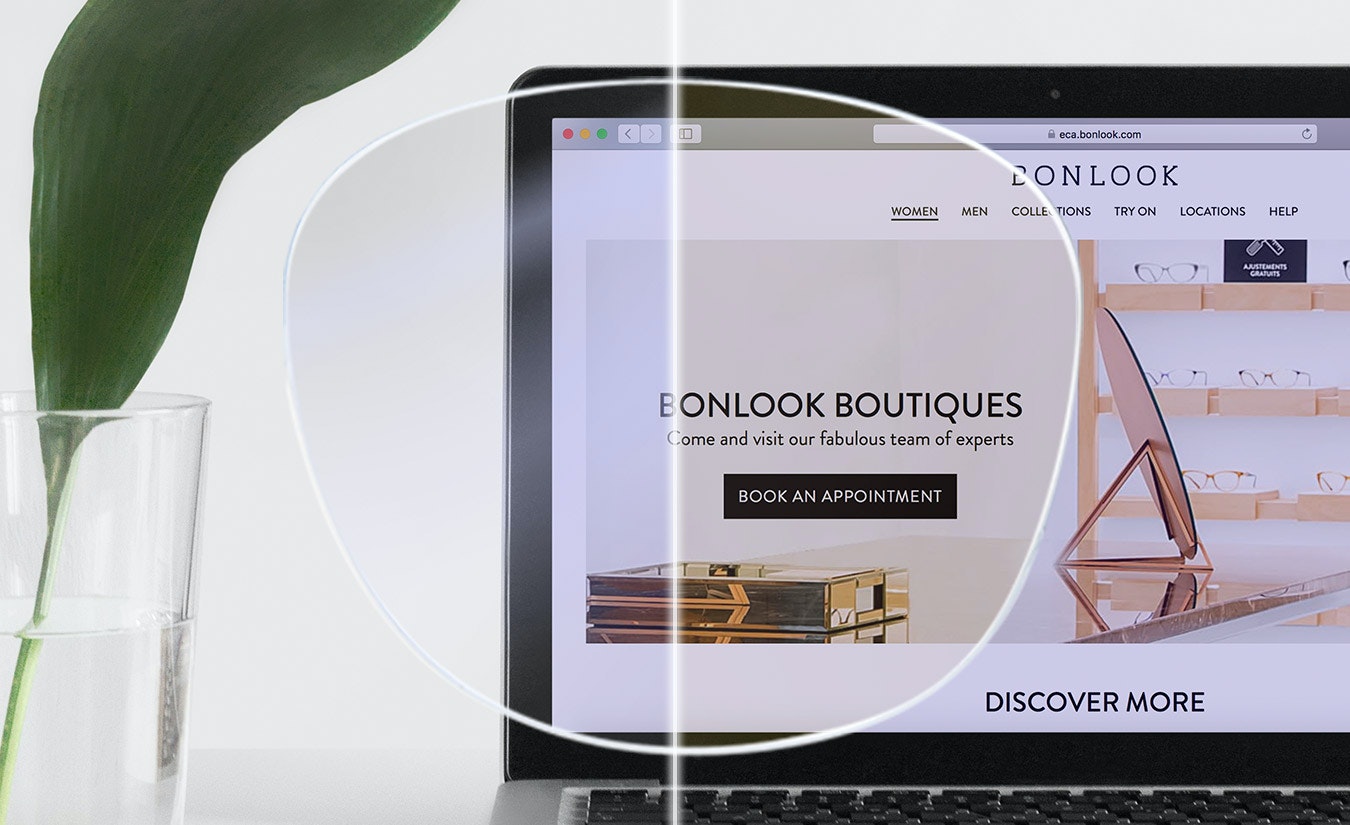 eca.bonlook.com
BONLOOK
WOMEN MEN COLLECTIONS TRY ON LOCATIONS HELP
AJUSTEMENTS
GRATUITS
BONLOOK BOUTIQUES
Come and visit our fabulous team of experts
BOOK AN APPOINTMENT
DISCOVER MORE